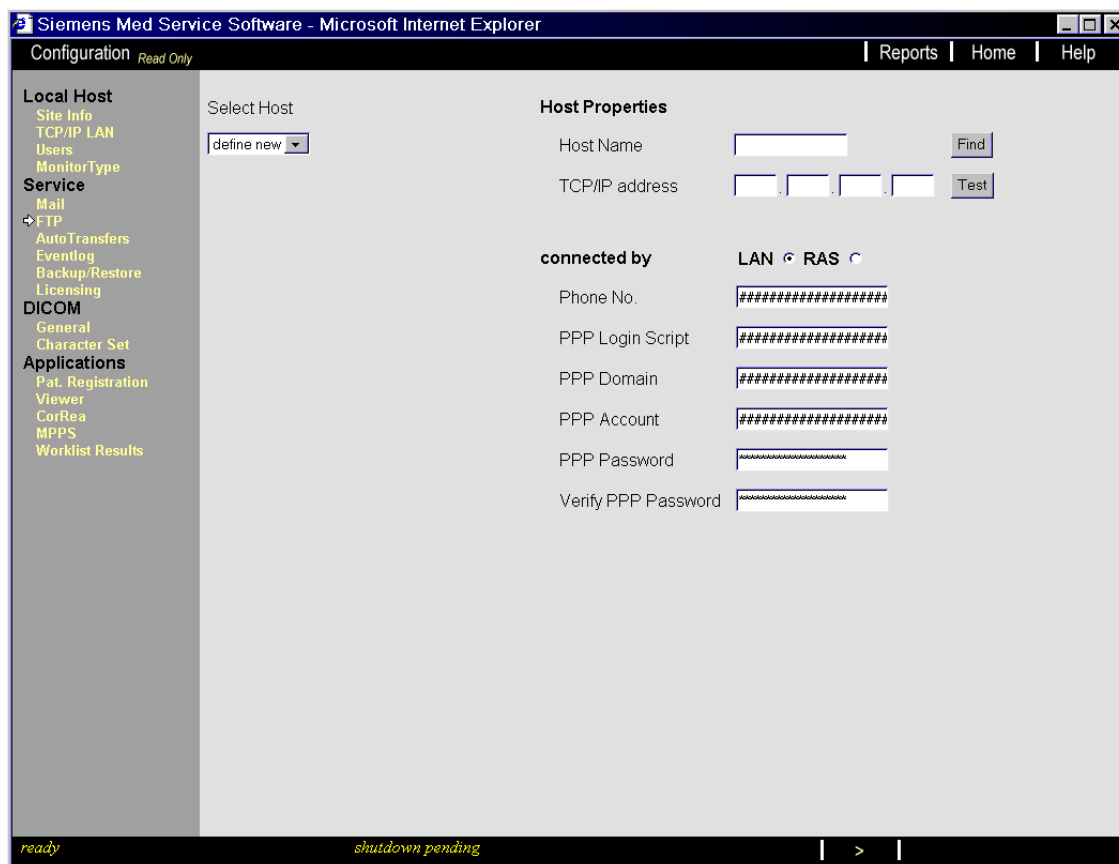 Siemens Med Service Software - Microsoft Internet Explorer
Configuration Read Only
Reports Home Help
Local Host
Site Info
TCP/IP LAN
Users
MonitorType
Service
Mail
FTP
AutoTransfers
Eventlog
Backup/Restore
Licensing
DICOM
General
Character Set
Applications
Pat. Registration
Viewer
CorRea
MPPS
Worklist Results
Select Host
define new
Host Properties
Host Name Find
TCP/IP address . . . Test
connected by LAN RAS
Phone No. ####################
PPP Login Script ####################
PPP Domain ####################
PPP Account ####################
PPP Password ********************
Verify PPP Password ********************
ready shutdown pending >